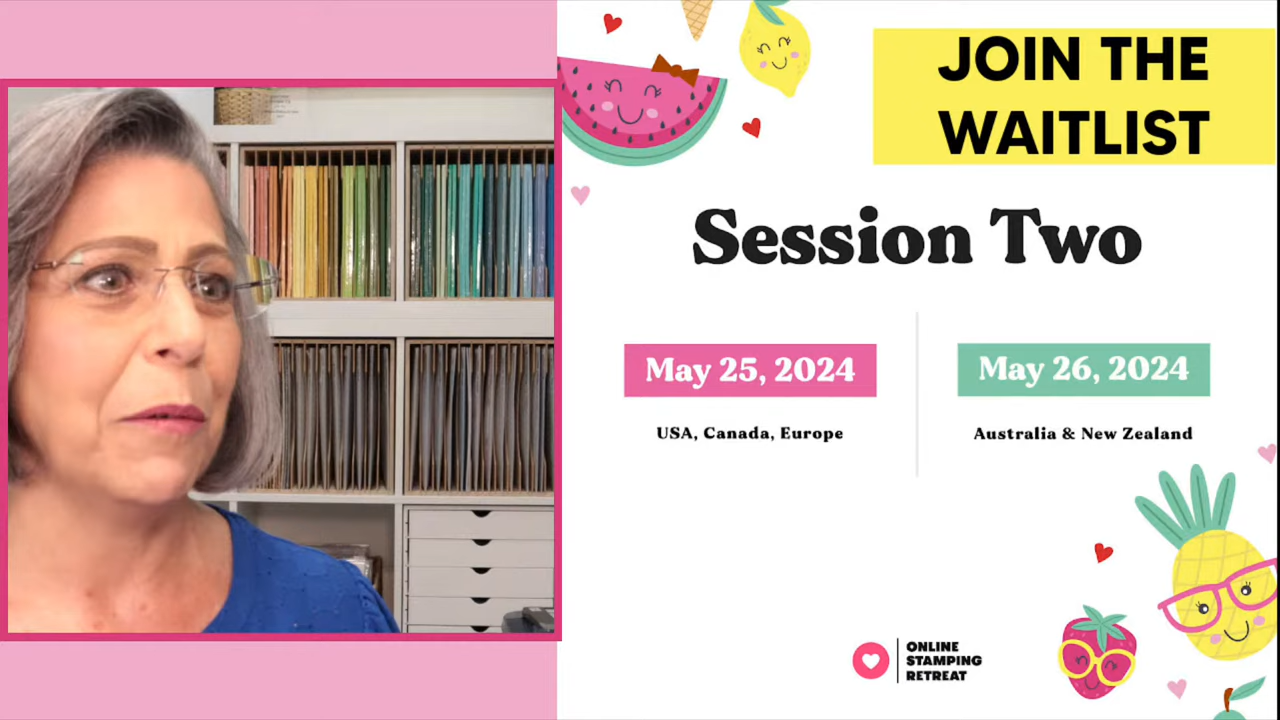 JOIN THE
WAITLIST
Session Two
May 25, 2024
USA, Canada, Europe
May 26, 2024
Australia & New Zealand
ONLINE
STAMPING
RETREAT